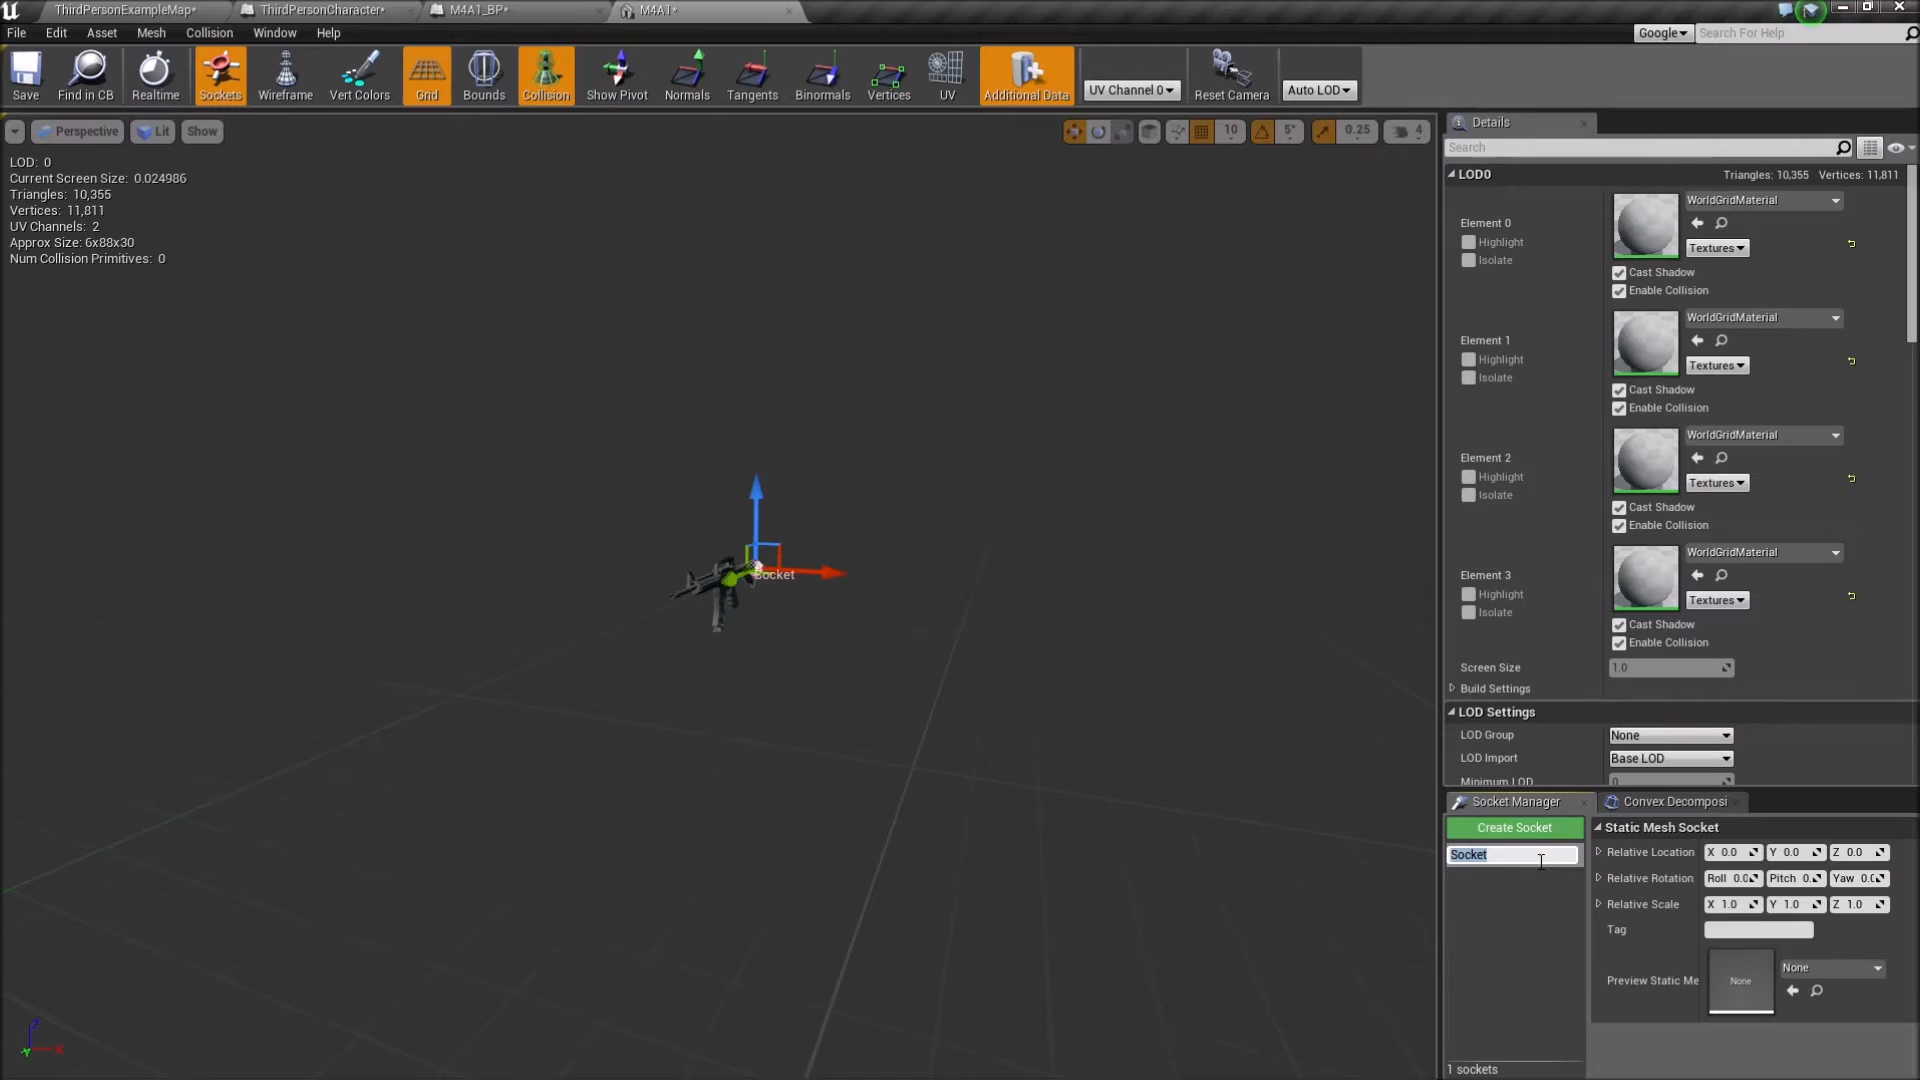 ThirdPersonExampleMap*
ThirdPersonCharacter*
M4A1_BP*
M4A1*
File Edit Asset Mesh Collision Window Help
Google
Search For Help
Save
Find in CB
Realtime
Sockets
Wireframe
Vert Colors
Grid
Bounds
Collision
Show Pivot
Normals
Tangents
Binormals
Vertices
UV
Additional Data
UV Channel 0
Reset Camera
Auto LOD
Perspective
Lit
Show
10
5°
0.25
4
LOD: 0
Current Screen Size: 0.024986
Triangles: 10,355
Vertices: 11,811
UV Channels: 2
Approx Size: 6x88x30
Num Collision Primitives: 0
Socket
Z
Y
X
Details
Search
LOD0
Triangles: 10,355 Vertices: 11,811
Element 0
Highlight
Isolate
WorldGridMaterial
Textures
Cast Shadow
Enable Collision
Element 1
Highlight
Isolate
WorldGridMaterial
Textures
Cast Shadow
Enable Collision
Element 2
Highlight
Isolate
WorldGridMaterial
Textures
Cast Shadow
Enable Collision
Element 3
Highlight
Isolate
WorldGridMaterial
Textures
Cast Shadow
Enable Collision
Screen Size 1.0
Build Settings
LOD Settings
LOD Group None
LOD Import Base LOD
Minimum LOD 0
Socket Manager
Convex Decomposi
Create Socket
Socket
1 sockets
Static Mesh Socket
Relative Location X 0.0 Y 0.0 Z 0.0
Relative Rotation Roll 0.0 Pitch 0. Yaw 0.(
Relative Scale X 1.0 Y 1.0 Z 1.0
Tag
Preview Static Me
None
None